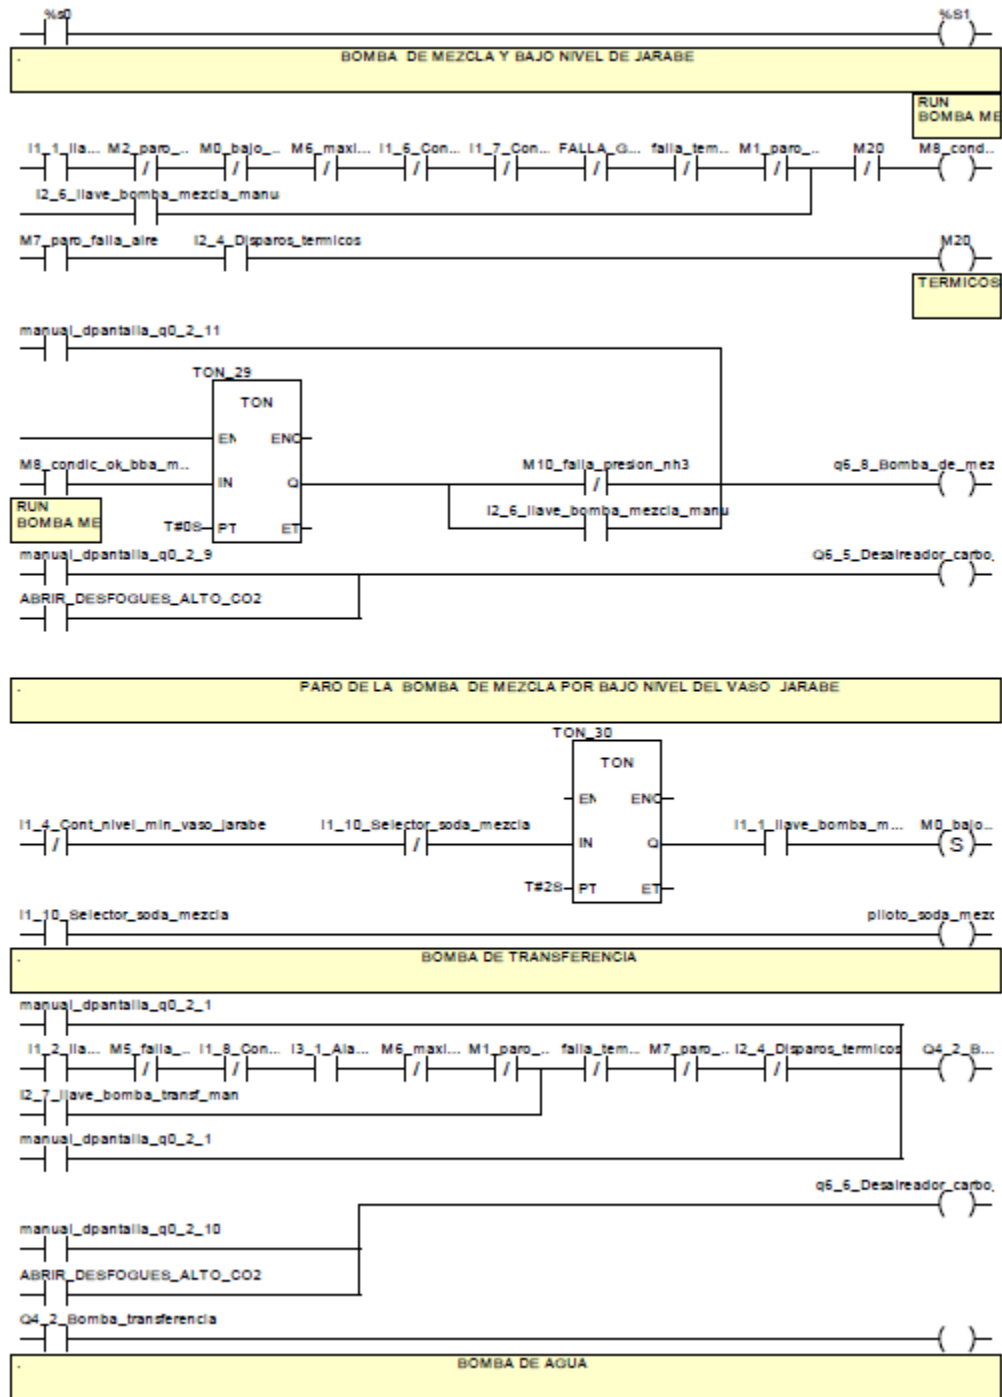 %s0 %S1
. BOMBA DE MEZCLA Y BAJO NIVEL DE JARABE
RUN
BOMBA ME
I1_1_lla... M2_paro_... M0_bajo_... M6_maxi... I1_6_Con... I1_7_Con... FALLA_G... falla_tem... M1_paro_... M20 M8_cond...
I2_6_llave_bomba_mezcla_manu
M7_paro_falla_aire I2_4_Disparos_termicos M20
TERMICOS
manual_dpantalla_q0_2_11
TON_29
TON
EN ENO
M8_condic_ok_bba_m... M10_falla_presion_nh3 q6_8_Bomba_de_mez
IN Q
RUN
BOMBA ME
I2_6_llave_bomba_mezcla_manu
T#0S PT ET
manual_dpantalla_q0_2_9 Q6_5_Desaireador_carbo.
ABRIR_DESFOGUES_ALTO_CO2
. PARO DE LA BOMBA DE MEZCLA POR BAJO NIVEL DEL VASO JARABE
TON_30
TON
EN ENO
I1_4_Cont_nivel_min_vaso_jarabe I1_10_Selector_soda_mezcla I1_1_llave_bomba_m... M0_bajo...
IN Q S
T#2S PT ET
I1_10_Selector_soda_mezcla piloto_soda_mezc
. BOMBA DE TRANSFERENCIA
manual_dpantalla_q0_2_1
I1_2_lla... M5_falla_... I1_8_Con... I3_1_Ala... M6_maxi... M1_paro_... falla_tem... M7_paro_... I2_4_Disparos_termicos Q4_2_B...
I2_7_llave_bomba_transf_man
manual_dpantalla_q0_2_1
q6_6_Desaireador_carbo.
manual_dpantalla_q0_2_10
ABRIR_DESFOGUES_ALTO_CO2
Q4_2_Bomba_transferencia
. BOMBA DE AGUA